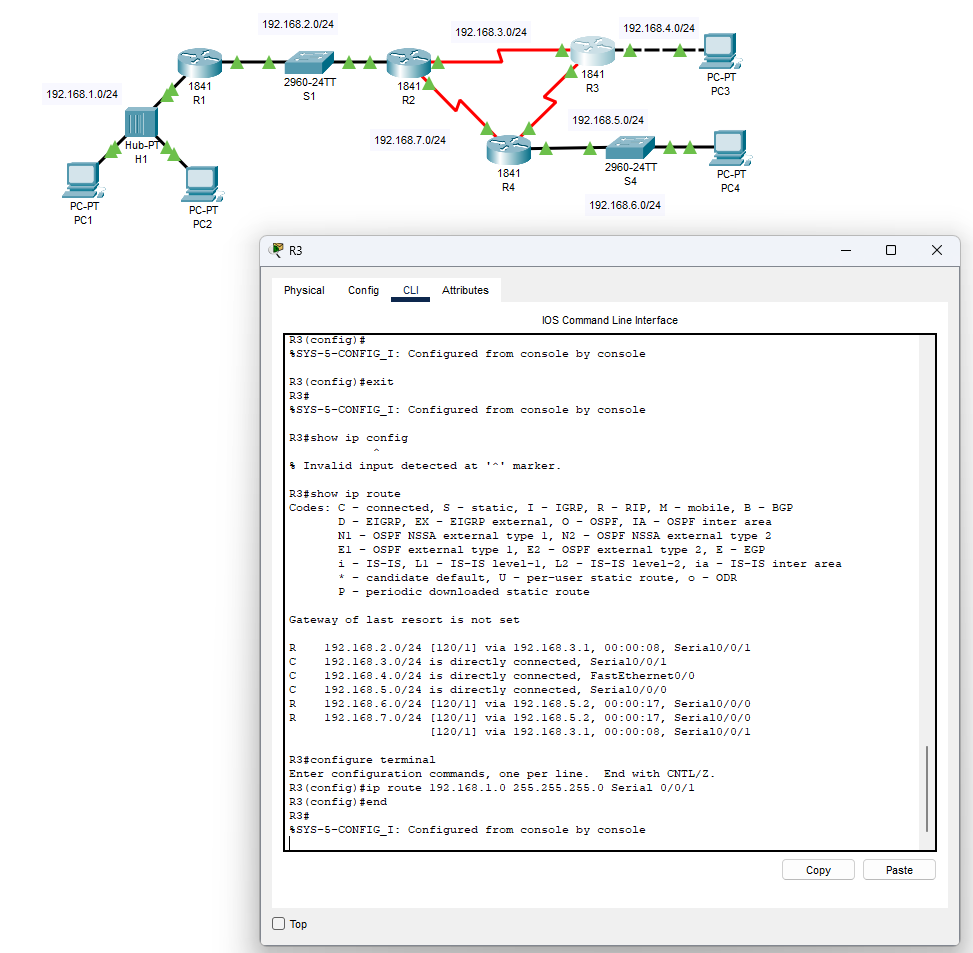 192.168.2.0/24
192.168.3.0/24
192.168.4.0/24
1841
R1
2960-24TT
S1
1841
R2
1841
R3
PC-PT
PC3
192.168.1.0/24
Hub-PT
H1
192.168.7.0/24
192.168.5.0/24
1841
R4
2960-24TT
S4
PC-PT
PC4
PC-PT
PC1
PC-PT
PC2
192.168.6.0/24
R3
Physical Config CLI Attributes
IOS Command Line Interface
R3(config)#
%SYS-5-CONFIG_I: Configured from console by console
R3(config)#exit
R3#
%SYS-5-CONFIG_I: Configured from console by console
R3#show ip config
^
% Invalid input detected at '^' marker.
R3#show ip route
Codes: C - connected, S - static, I - IGRP, R - RIP, M - mobile, B - BGP
D - EIGRP, EX - EIGRP external, O - OSPF, IA - OSPF inter area
N1 - OSPF NSSA external type 1, N2 - OSPF NSSA external type 2
E1 - OSPF external type 1, E2 - OSPF external type 2, E - EGP
i - IS-IS, L1 - IS-IS level-1, L2 - IS-IS level-2, ia - IS-IS inter area
* - candidate default, U - per-user static route, o - ODR
P - periodic downloaded static route
Gateway of last resort is not set
R 192.168.2.0/24 [120/1] via 192.168.3.1, 00:00:08, Serial0/0/1
C 192.168.3.0/24 is directly connected, Serial0/0/1
C 192.168.4.0/24 is directly connected, FastEthernet0/0
C 192.168.5.0/24 is directly connected, Serial0/0/0
R 192.168.6.0/24 [120/1] via 192.168.5.2, 00:00:17, Serial0/0/0
R 192.168.7.0/24 [120/1] via 192.168.5.2, 00:00:17, Serial0/0/0
[120/1] via 192.168.3.1, 00:00:08, Serial0/0/1
R3#configure terminal
Enter configuration commands, one per line. End with CNTL/Z.
R3(config)#ip route 192.168.1.0 255.255.255.0 Serial 0/0/1
R3(config)#end
R3#
%SYS-5-CONFIG_I: Configured from console by console
Copy Paste
Top